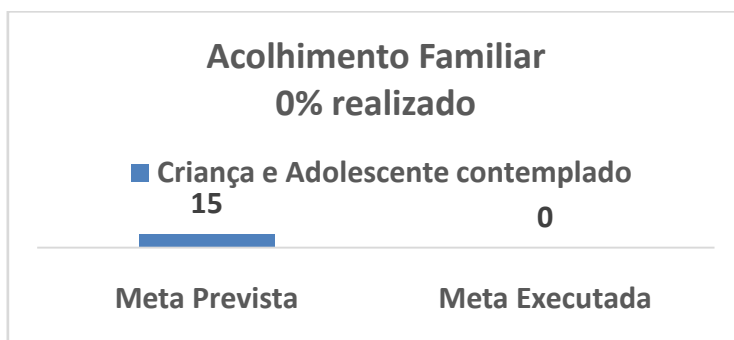 Acolhimento Familiar
0% realizado
Criança e Adolescente contemplado
15 0
Meta Prevista Meta Executada